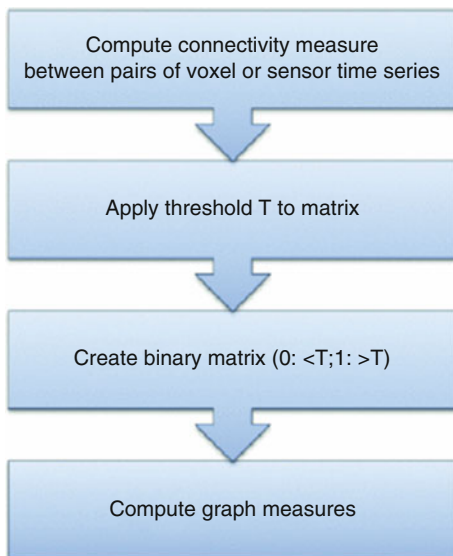 Compute connectivity measure
between pairs of voxel or sensor time series
Apply threshold T to matrix
Create binary matrix (0: <T;1: >T)
Compute graph measures